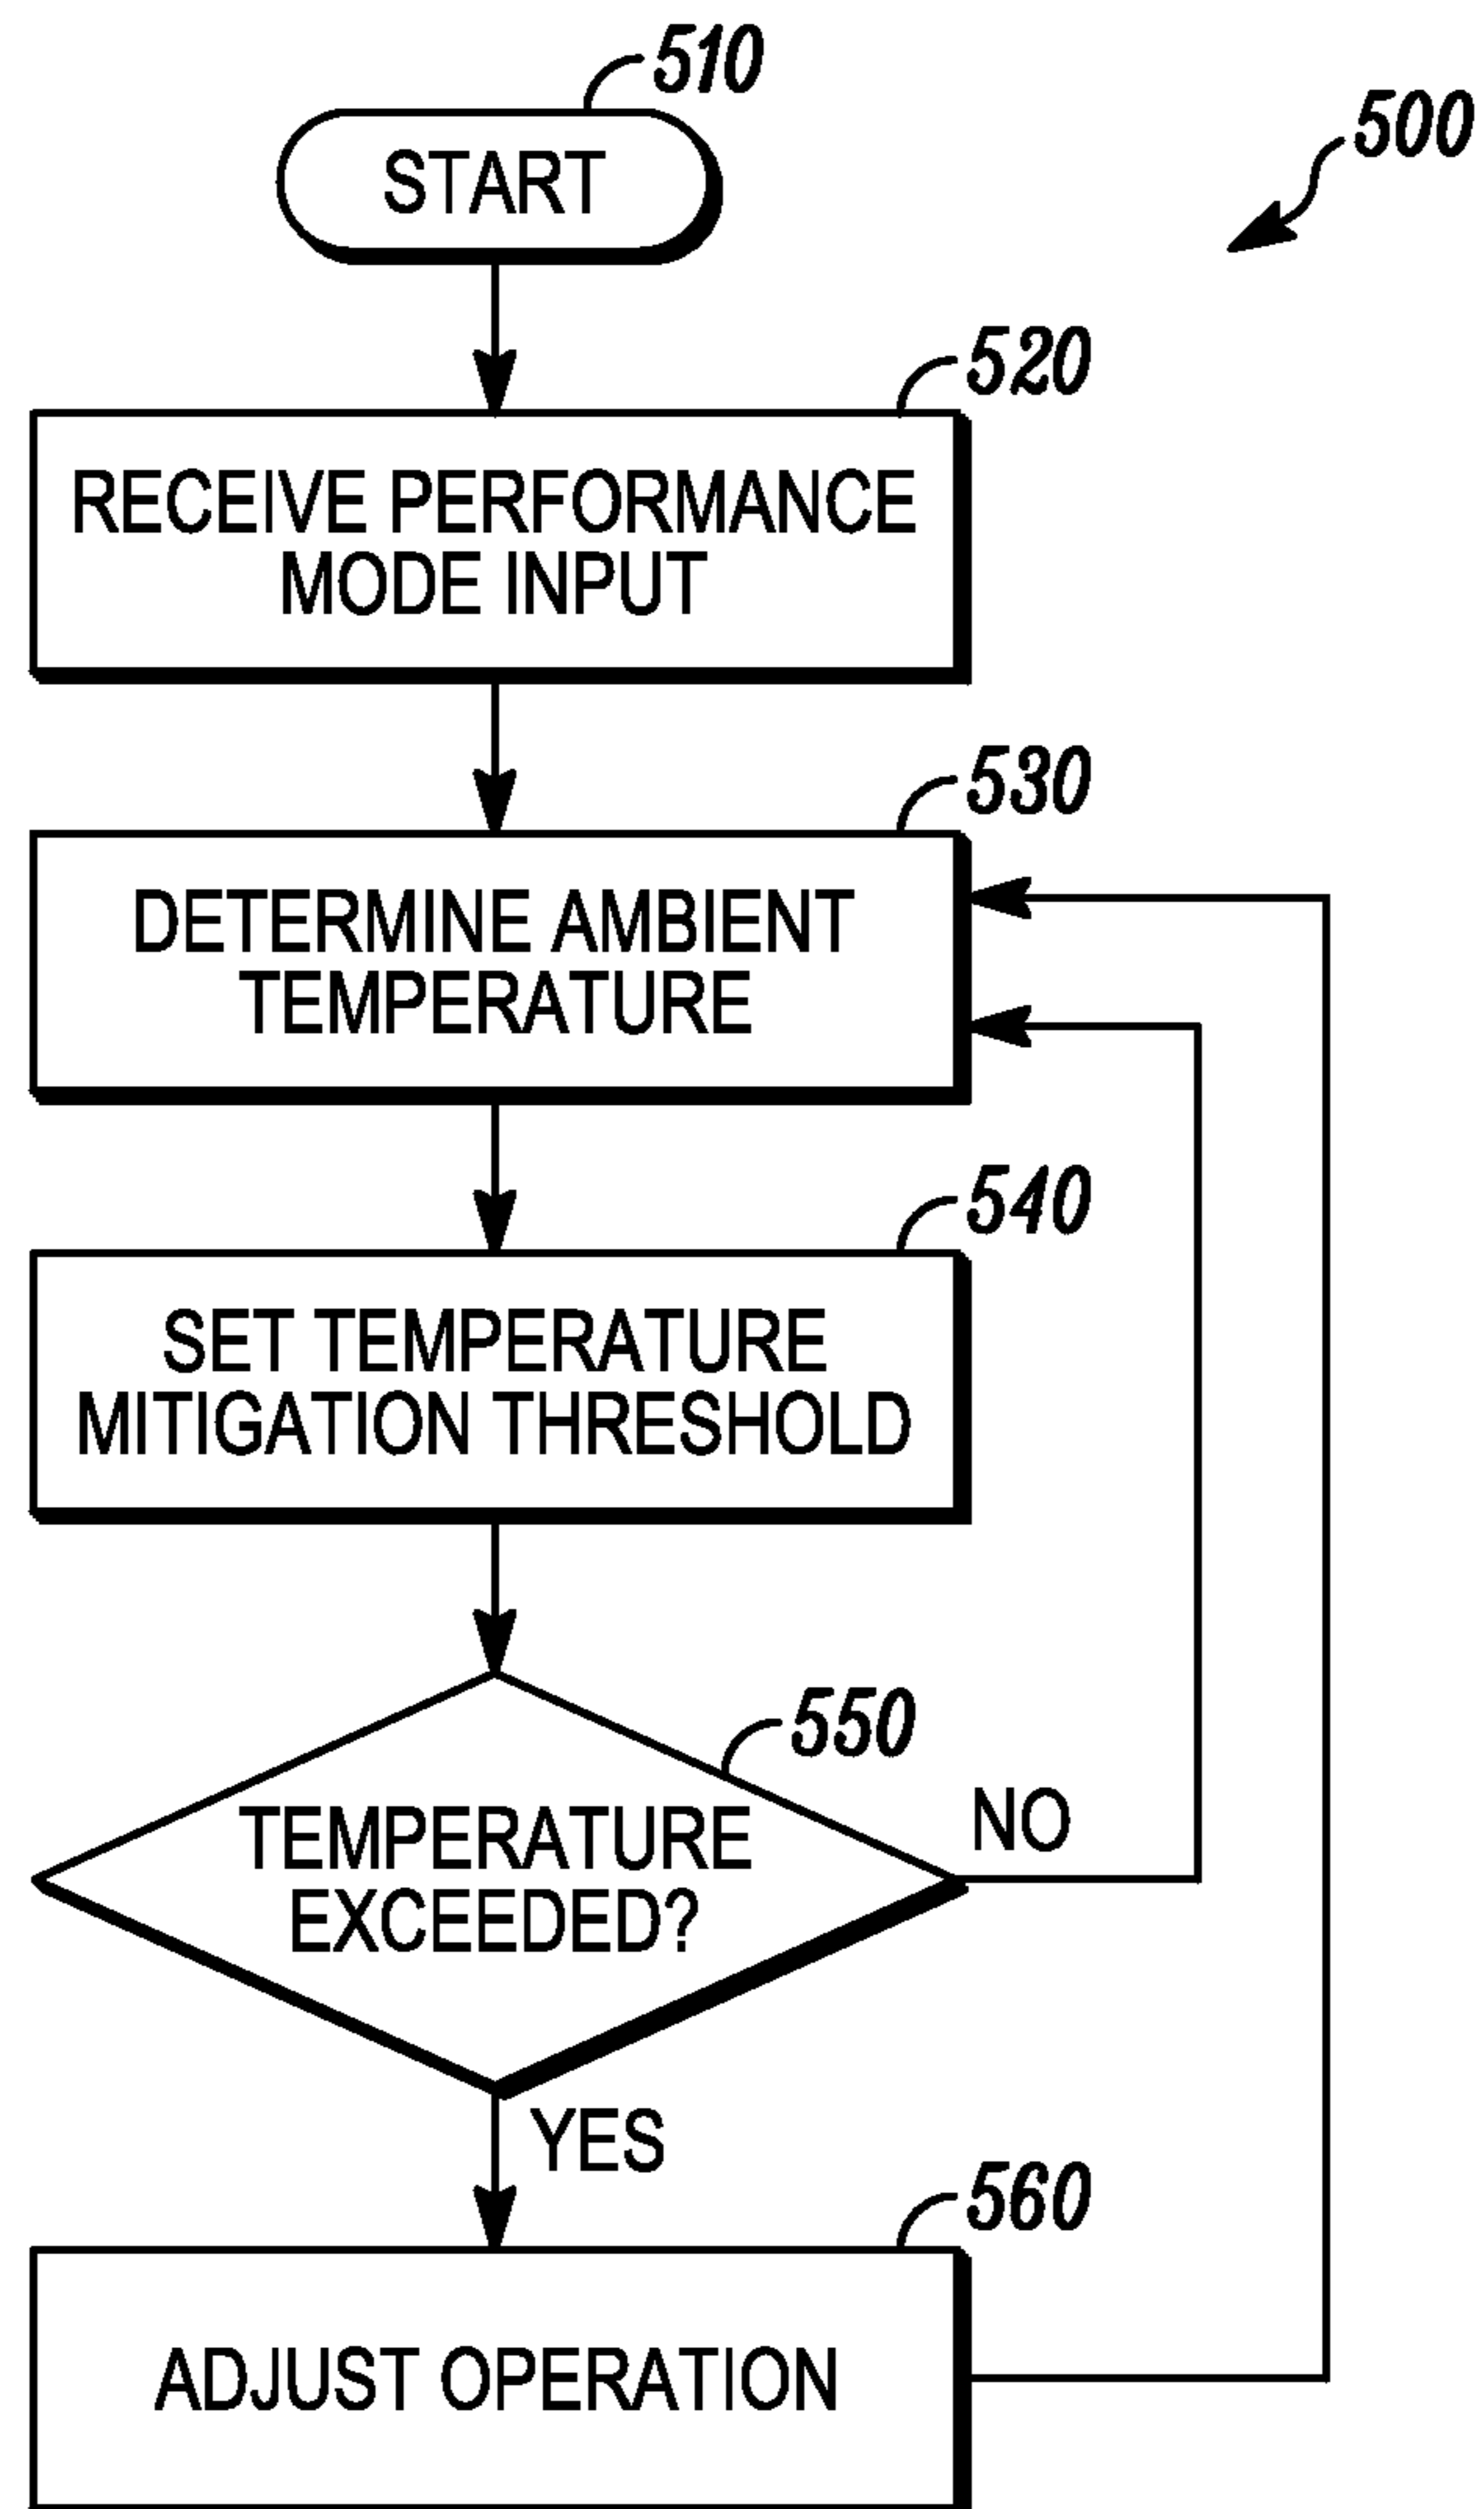 510
500
START
520
RECEIVE PERFORMANCE
MODE INPUT
530
DETERMINE AMBIENT
TEMPERATURE
540
SET TEMPERATURE
MITIGATION THRESHOLD
550
TEMPERATURE
EXCEEDED?
NO
YES
560
ADJUST OPERATION